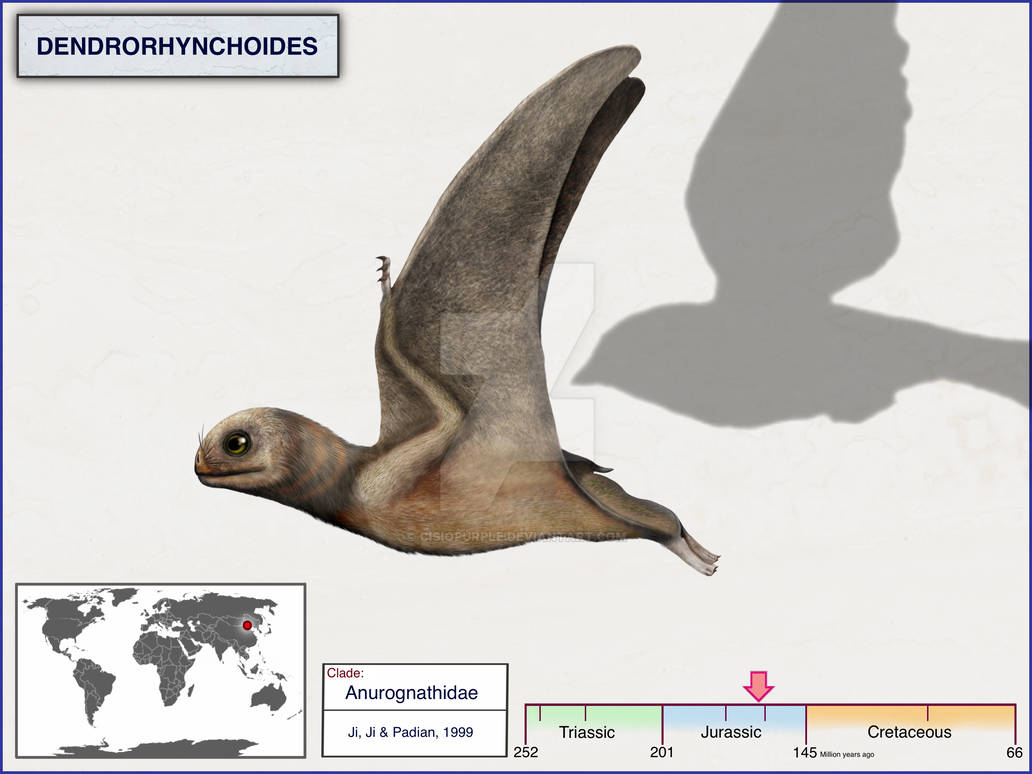 DENDRORHYNCHOIDES
© CISIOPURPLE.DEVIANTART.COM
Clade:
Anurognathidae
Ji, Ji & Padian, 1999
Triassic Jurassic Cretaceous
252 201 145 Million years ago 66